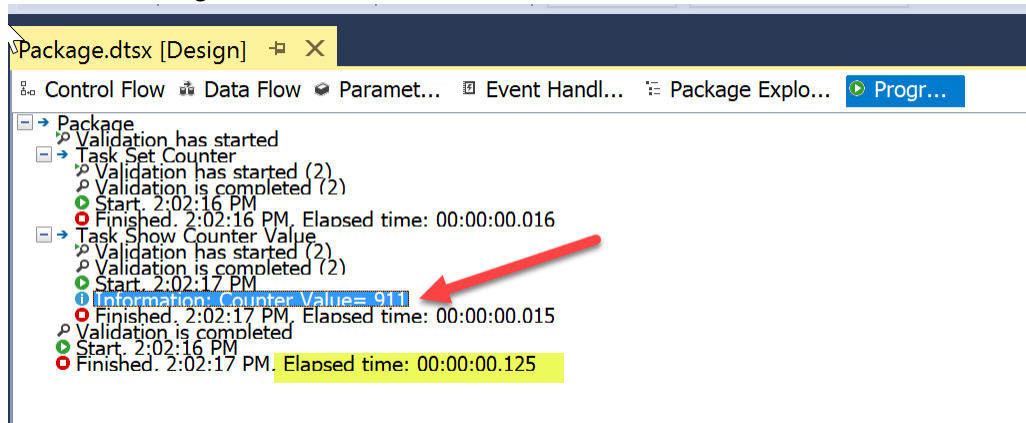 Package.dtsx [Design]
Control Flow Data Flow Paramet... Event Handl... Package Explo... Progr...
Package
Validation has started
Task Set Counter
Validation has started (2)
Validation is completed (2)
Start, 2:02:16 PM
Finished, 2:02:16 PM, Elapsed time: 00:00:00.016
Task Show Counter Value
Validation has started (2)
Validation is completed (2)
Start, 2:02:17 PM
Information: Counter Value= 911
Finished, 2:02:17 PM, Elapsed time: 00:00:00.015
Validation is completed
Start, 2:02:16 PM
Finished, 2:02:17 PM, Elapsed time: 00:00:00.125